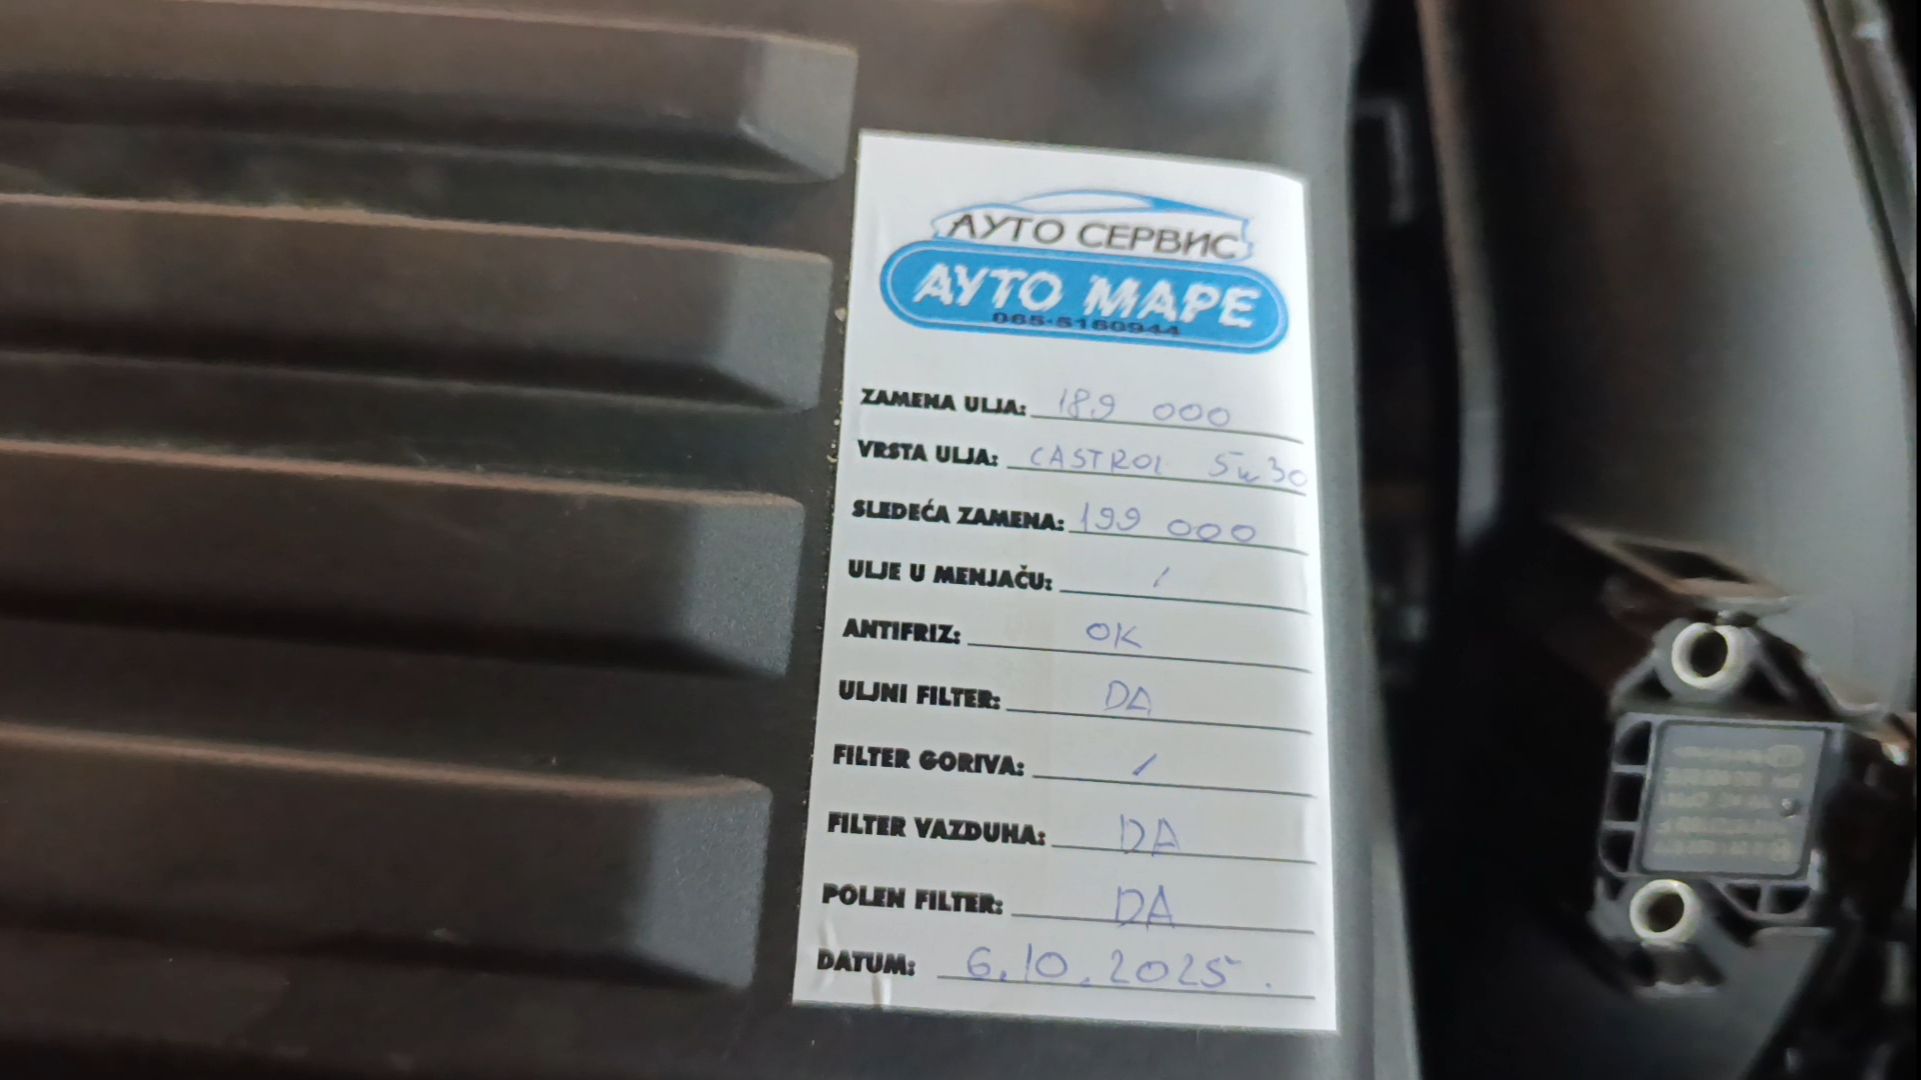 АУТО СЕРВИС
АУТО МАРЕ
065-5160944
ZAMENA ULJA: 189 000
VRSTA ULJA: CASTROL 5w30
SLEDEĆA ZAMENA: 199 000
ULJE U MENJAČU: /
ANTIFRIZ: OK
ULJNI FILTER: DA
FILTER GORIVA: /
FILTER VAZDUHA: DA
POLEN FILTER: DA
DATUM: 6.10.2025.